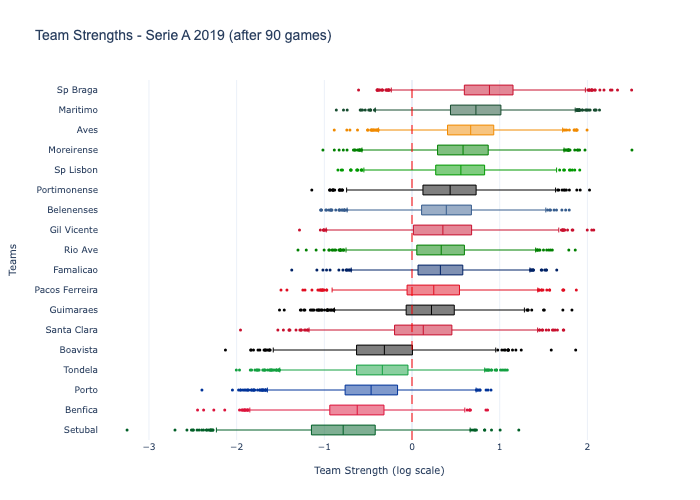 Team Strengths - Serie A 2019 (after 90 games)
Sp Braga
Maritimo
Aves
Moreirense
Sp Lisbon
Portimonense
Belenenses
Gil Vicente
Rio Ave
Famalicao
Pacos Ferreira
Guimaraes
Santa Clara
Boavista
Tondela
Porto
Benfica
Setubal
Teams
−3 −2 −1 0 1 2
Team Strength (log scale)